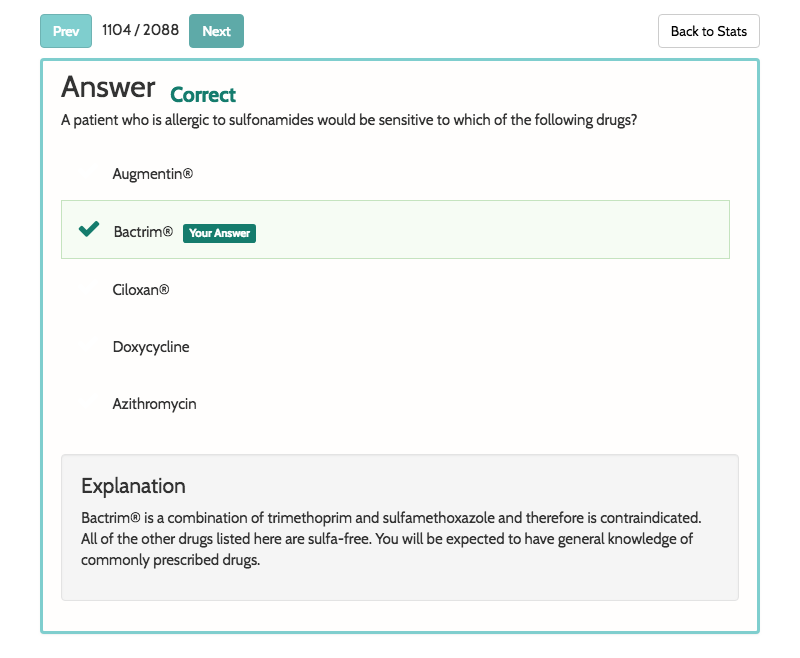 Prev 1104 / 2088 Next Back to Stats
Answer Correct
A patient who is allergic to sulfonamides would be sensitive to which of the following drugs?
Augmentin®
Bactrim® Your Answer
Ciloxan®
Doxycycline
Azithromycin
Explanation
Bactrim® is a combination of trimethoprim and sulfamethoxazole and therefore is contraindicated.
All of the other drugs listed here are sulfa-free. You will be expected to have general knowledge of
commonly prescribed drugs.